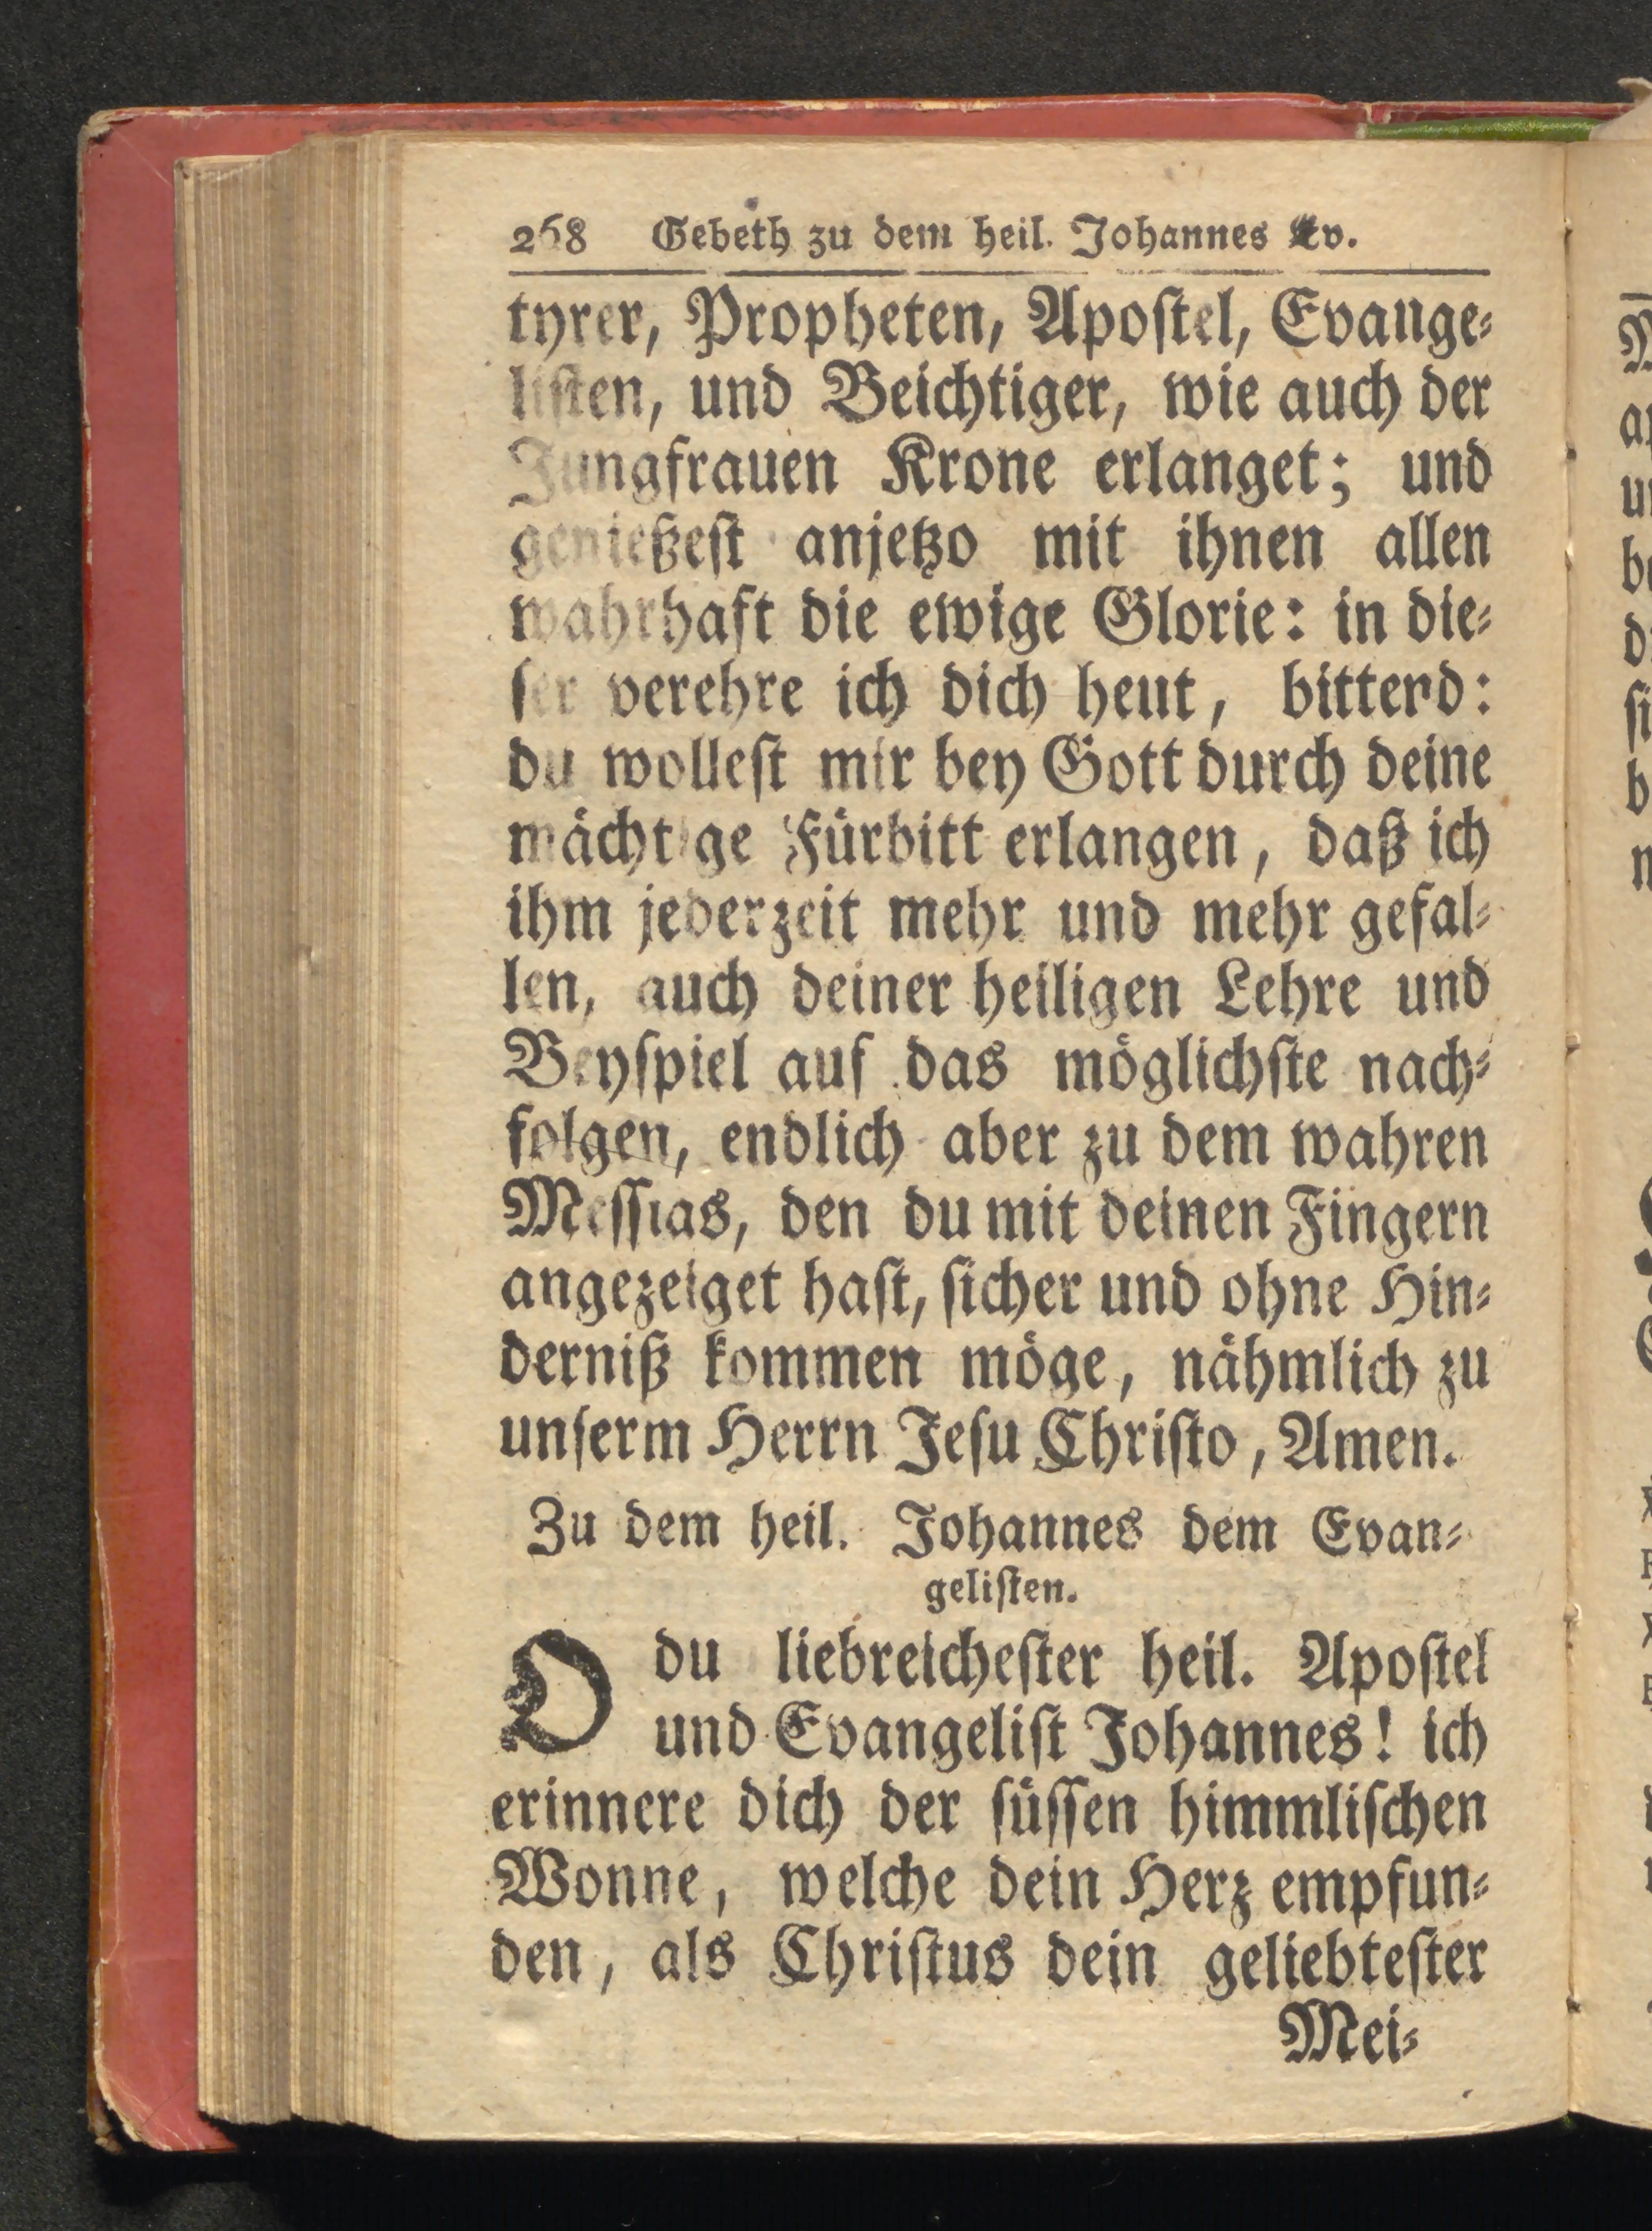 268 Gebeth zu dem heil. Johannes Ev.
tyrer, Propheten, Apoſtel, Evange⸗
liſten, und Beichtiger, wie auch der
Jungfrauen Krone erlanget; und
genießeſt anjetzo mit ihnen allen
wahrhaft die ewige Glorie: in die⸗
ſer verehre ich dich heut, bittend:
du wolleſt mir bey Gott durch deine
mächtige Fürbitt erlangen, daß ich
ihm jederzeit mehr und mehr gefal⸗
len, auch deiner heiligen Lehre und
Beyſpiel auf das möglichſte nach⸗
folgen, endlich aber zu dem wahren
Meſſias, den du mit deinen Fingern
angezeiget haſt, ſicher und ohne Hin⸗
derniß kommen möge, nähmlich zu
unſerm Herrn Jeſu Chriſto, Amen.
Zu dem heil. Johannes dem Evan⸗
geliſten.
O du liebreicheſter heil. Apoſtel
und Evangeliſt Johannes! ich
erinnere dich der ſüſſen himmliſchen
Wonne, welche dein Herz empfun⸗
den, als Chriſtus dein geliebteſter
Mei⸗